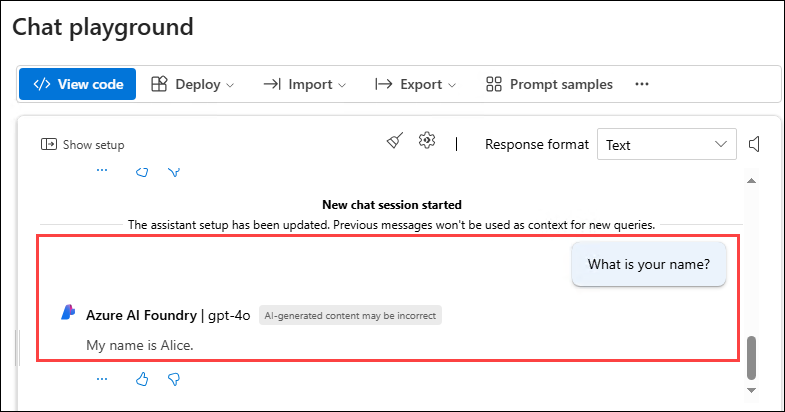 Chat playground
</> View code Deploy Import Export Prompt samples ...
Show setup | Response format Text
...
New chat session started
The assistant setup has been updated. Previous messages won't be used as context for new queries.
What is your name?
Azure AI Foundry | gpt-4o AI-generated content may be incorrect
My name is Alice.
...